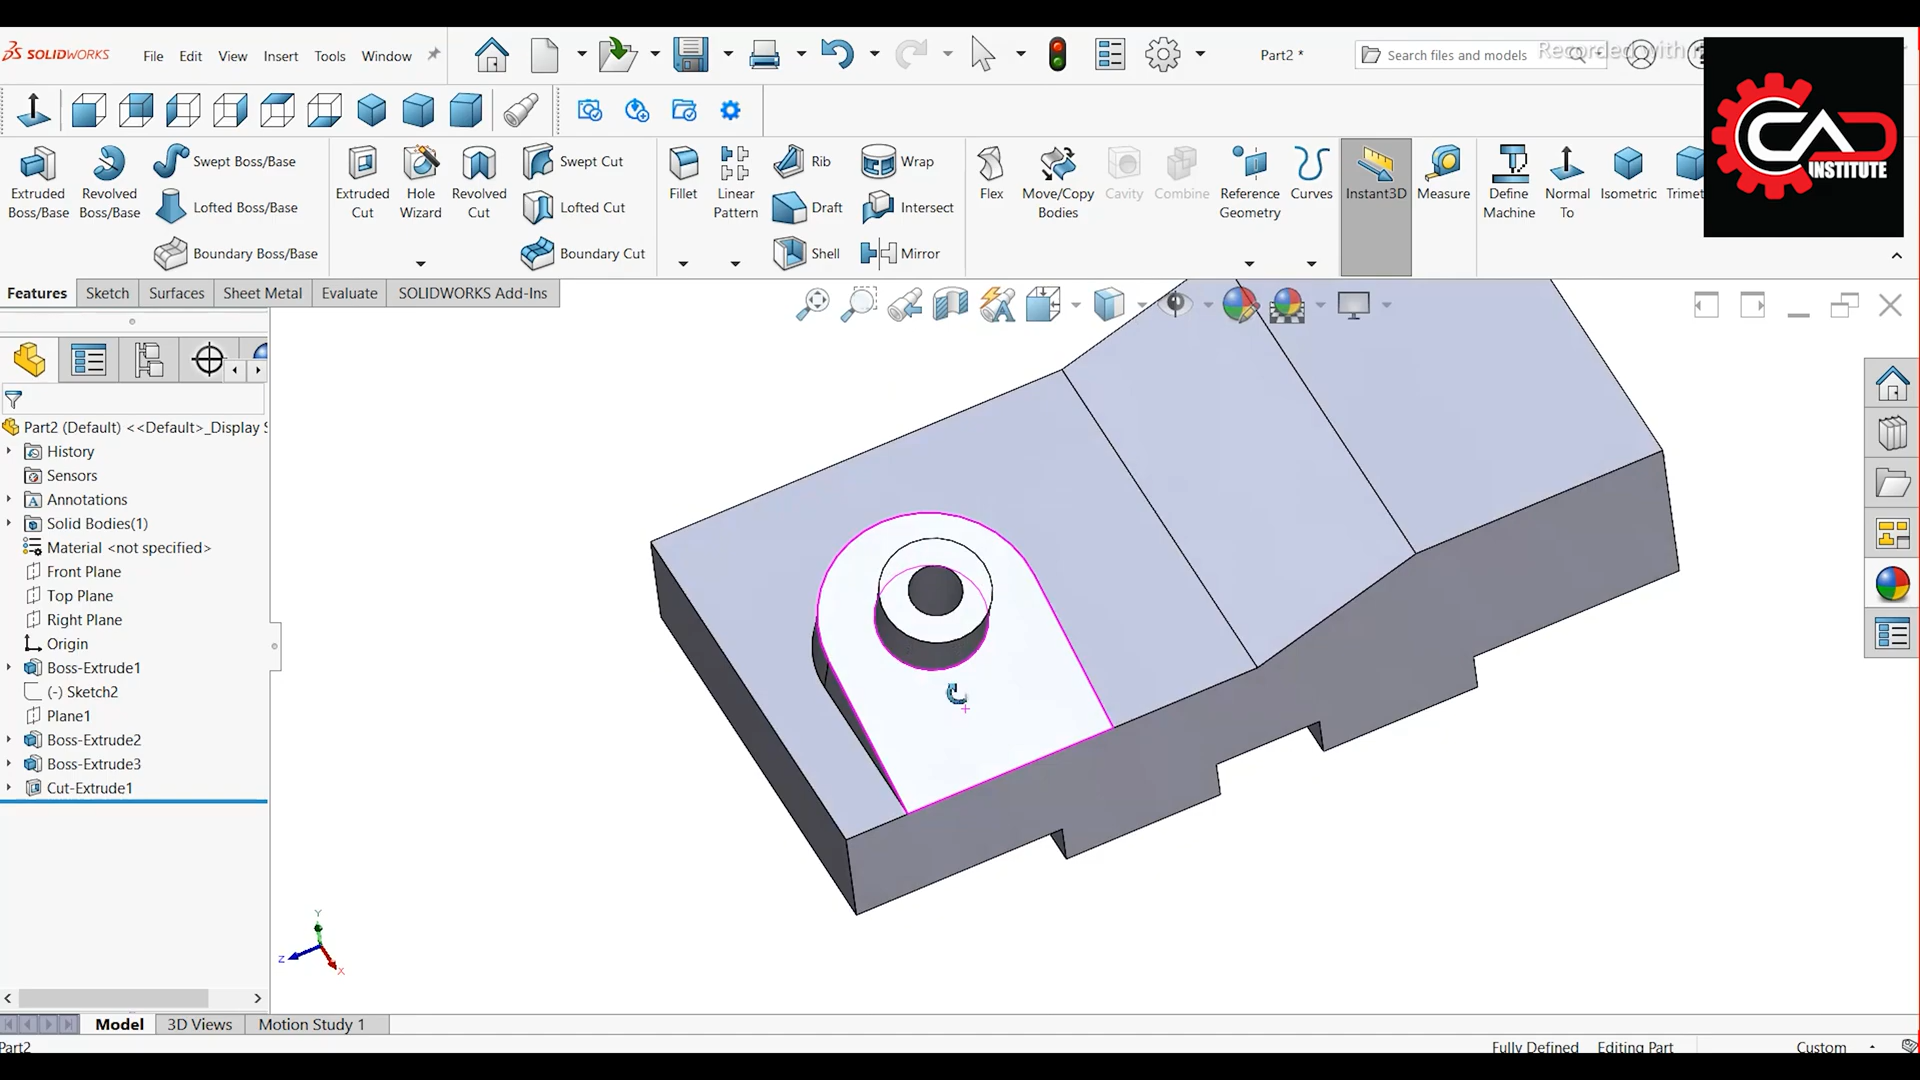 SOLIDWORKS
File Edit View Insert Tools Window
Part2 *
Search files and models
Recorded with
CAD
INSTITUTE
Extruded Boss/Base
Revolved Boss/Base
Swept Boss/Base
Lofted Boss/Base
Boundary Boss/Base
Extruded Cut
Hole Wizard
Revolved Cut
Swept Cut
Lofted Cut
Boundary Cut
Fillet
Linear Pattern
Rib
Draft
Shell
Wrap
Intersect
Mirror
Flex
Move/Copy Bodies
Cavity
Combine
Reference Geometry
Curves
Instant3D
Measure
Define Machine
Normal To
Isometric
Trimet
Features Sketch Surfaces Sheet Metal Evaluate SOLIDWORKS Add-Ins
Part2 (Default) <<Default>_Display S
History
Sensors
Annotations
Solid Bodies(1)
Material <not specified>
Front Plane
Top Plane
Right Plane
Origin
Boss-Extrude1
(-) Sketch2
Plane1
Boss-Extrude2
Boss-Extrude3
Cut-Extrude1
Y
Z
X
Model 3D Views Motion Study 1
Part2
Fully Defined Editing Part Custom